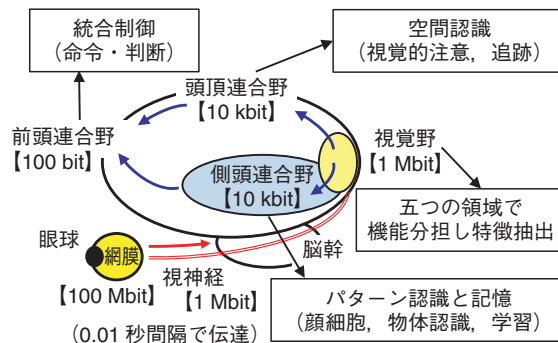 統合制御
(命令・判断)
空間認識
(視覚的注意,追跡)
頭頂連合野
【10 kbit】
前頭連合野
【100 bit】
視覚野
【1 Mbit】
側頭連合野
【10 kbit】
五つの領域で
機能分担し特徴抽出
眼球
網膜
脳幹
視神経
【100 Mbit】
【1 Mbit】
(0.01 秒間隔で伝達)
パターン認識と記憶
(顔細胞,物体認識,学習)